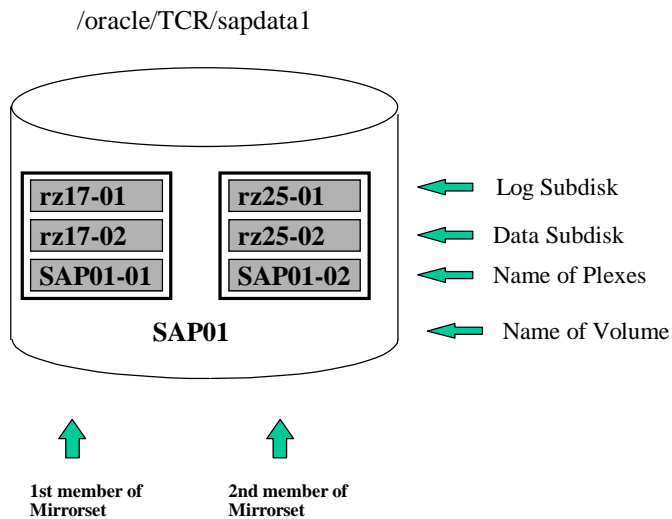 /oracle/TCR/sapdata1
rz17-01 rz25-01 Log Subdisk
rz17-02 rz25-02 Data Subdisk
SAP01-01 SAP01-02 Name of Plexes
SAP01 Name of Volume
1st member of 2nd member of
Mirrorset Mirrorset